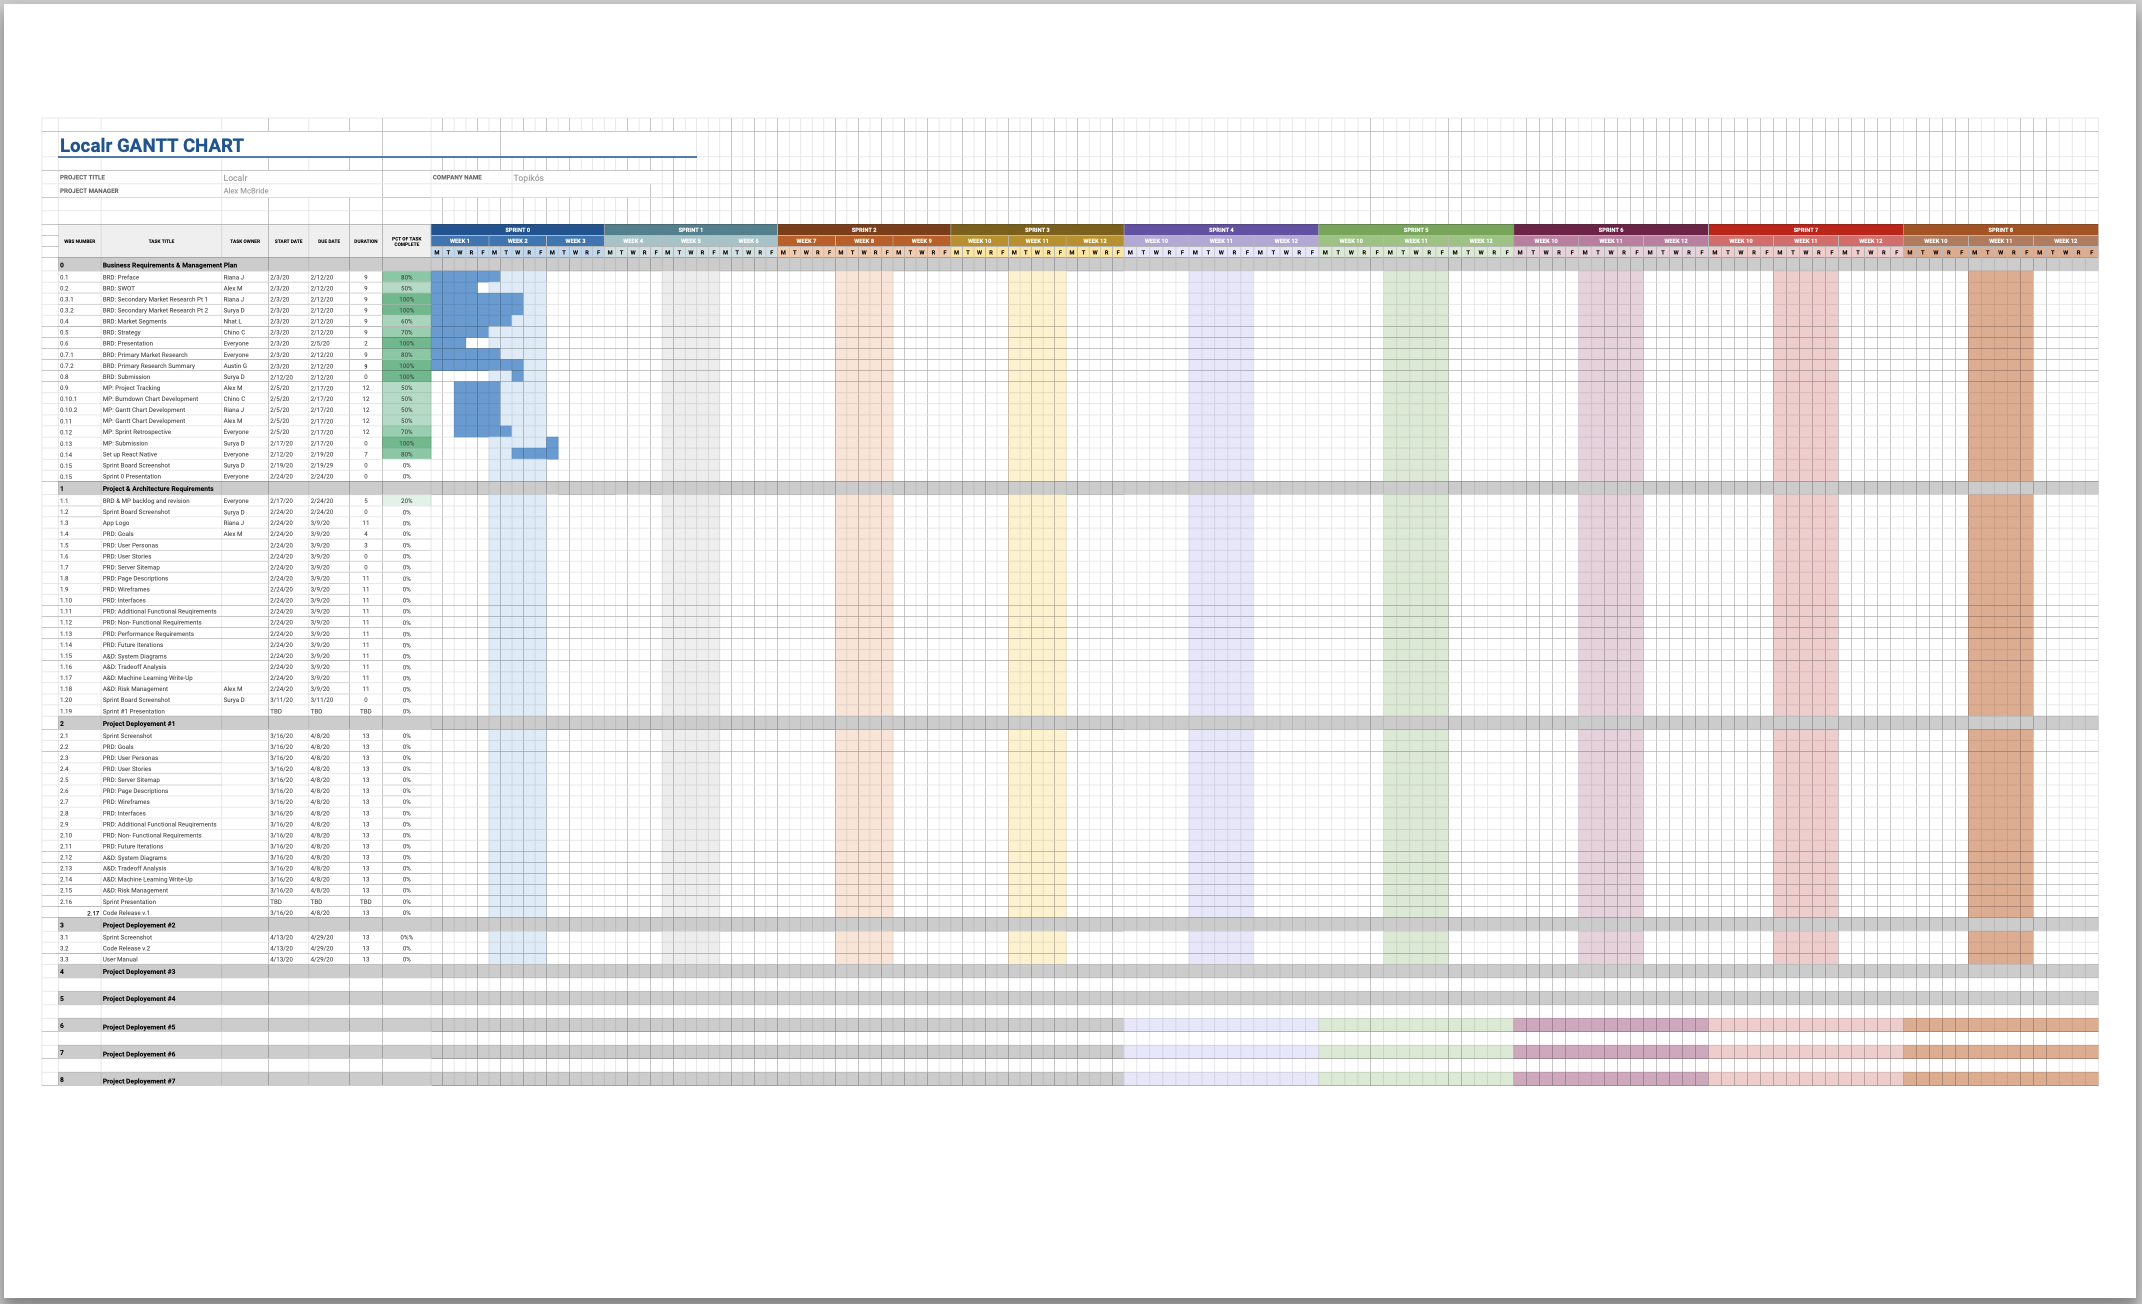 Localr GANTT CHART
PROJECT TITLE Localr COMPANY NAME Topikós
PROJECT MANAGER Alex McBride
SPRINT 0 SPRINT 1 SPRINT 2 SPRINT 3 SPRINT 4 SPRINT 5 SPRINT 6 SPRINT 7 SPRINT 8
WBS NUMBER TASK TITLE TASK OWNER START DATE DUE DATE DURATION PCT OF TASK COMPLETE WEEK 1 WEEK 2 WEEK 3 WEEK 4 WEEK 5 WEEK 6 WEEK 7 WEEK 8 WEEK 9 WEEK 10 WEEK 11 WEEK 12 WEEK 10 WEEK 11 WEEK 12 WEEK 10 WEEK 11 WEEK 12 WEEK 10 WEEK 11 WEEK 12 WEEK 10 WEEK 11 WEEK 12 WEEK 10 WEEK 11 WEEK 12
M T W R F M T W R F M T W R F M T W R F M T W R F M T W R F M T W R F M T W R F M T W R F M T W R F M T W R F M T W R F M T W R F M T W R F M T W R F M T W R F M T W R F M T W R F M T W R F M T W R F M T W R F M T W R F M T W R F M T W R F M T W R F M T W R F M T W R F
0 Business Requirements & Management Plan
0.1 BRD: Preface Riana J 2/3/20 2/12/20 9 80%
0.2 BRD: SWOT Alex M 2/3/20 2/12/20 9 50%
0.3.1 BRD: Secondary Market Research Pt 1 Riana J 2/3/20 2/12/20 9 100%
0.3.2 BRD: Secondary Market Research Pt 2 Surya D 2/3/20 2/12/20 9 100%
0.4 BRD: Market Segments Nhat L 2/3/20 2/12/20 9 60%
0.5 BRD: Strategy Chino C 2/3/20 2/12/20 9 70%
0.6 BRD: Presentation Everyone 2/3/20 2/5/20 2 100%
0.7.1 BRD: Primary Market Research Everyone 2/3/20 2/12/20 9 80%
0.7.2 BRD: Primary Research Summary Austin G 2/3/20 2/12/20 9 100%
0.8 BRD: Submission Surya D 2/12/20 2/12/20 0 100%
0.9 MP: Project Tracking Alex M 2/5/20 2/17/20 12 50%
0.10.1 MP: Burndown Chart Development Chino C 2/5/20 2/17/20 12 50%
0.10.2 MP: Gantt Chart Development Riana J 2/5/20 2/17/20 12 50%
0.11 MP: Gantt Chart Development Alex M 2/5/20 2/17/20 12 50%
0.12 MP: Sprint Retrospective Everyone 2/5/20 2/17/20 12 70%
0.13 MP: Submission Surya D 2/17/20 2/17/20 0 100%
0.14 Set up React Native Everyone 2/12/20 2/19/20 7 80%
0.15 Sprint Board Screenshot Surya D 2/19/20 2/19/29 0 0%
0.15 Sprint 0 Presentation Everyone 2/24/20 2/24/20 0 0%
1 Project & Architecture Requirements
1.1 BRD & MP backlog and revision Everyone 2/17/20 2/24/20 5 20%
1.2 Sprint Board Screenshot Surya D 2/24/20 2/24/20 0 0%
1.3 App Logo Riana J 2/24/20 3/9/20 11 0%
1.4 PRD: Goals Alex M 2/24/20 3/9/20 4 0%
1.5 PRD: User Personas 2/24/20 3/9/20 3 0%
1.6 PRD: User Stories 2/24/20 3/9/20 0 0%
1.7 PRD: Server Sitemap 2/24/20 3/9/20 0 0%
1.8 PRD: Page Descriptions 2/24/20 3/9/20 11 0%
1.9 PRD: Wireframes 2/24/20 3/9/20 11 0%
1.10 PRD: Interfaces 2/24/20 3/9/20 11 0%
1.11 PRD: Additional Functional Reuqirements 2/24/20 3/9/20 11 0%
1.12 PRD: Non- Functional Requirements 2/24/20 3/9/20 11 0%
1.13 PRD: Performance Requirements 2/24/20 3/9/20 11 0%
1.14 PRD: Future Iterations 2/24/20 3/9/20 11 0%
1.15 A&D: System Diagrams 2/24/20 3/9/20 11 0%
1.16 A&D: Tradeoff Analysis 2/24/20 3/9/20 11 0%
1.17 A&D: Machine Learning Write-Up 2/24/20 3/9/20 11 0%
1.18 A&D: Risk Management Alex M 2/24/20 3/9/20 11 0%
1.20 Sprint Board Screenshot Surya D 3/11/20 3/11/20 0 0%
1.19 Sprint #1 Presentation TBD TBD TBD 0%
2 Project Deployement #1
2.1 Sprint Screenshot 3/16/20 4/8/20 13 0%
2.2 PRD: Goals 3/16/20 4/8/20 13 0%
2.3 PRD: User Personas 3/16/20 4/8/20 13 0%
2.4 PRD: User Stories 3/16/20 4/8/20 13 0%
2.5 PRD: Server Sitemap 3/16/20 4/8/20 13 0%
2.6 PRD: Page Descriptions 3/16/20 4/8/20 13 0%
2.7 PRD: Wireframes 3/16/20 4/8/20 13 0%
2.8 PRD: Interfaces 3/16/20 4/8/20 13 0%
2.9 PRD: Additional Functional Reuqirements 3/16/20 4/8/20 13 0%
2.10 PRD: Non- Functional Requirements 3/16/20 4/8/20 13 0%
2.11 PRD: Future Iterations 3/16/20 4/8/20 13 0%
2.12 A&D: System Diagrams 3/16/20 4/8/20 13 0%
2.13 A&D: Tradeoff Analysis 3/16/20 4/8/20 13 0%
2.14 A&D: Machine Learning Write-Up 3/16/20 4/8/20 13 0%
2.15 A&D: Risk Management 3/16/20 4/8/20 13 0%
2.16 Sprint Presentation TBD TBD TBD 0%
2.17 Code Release v.1 3/16/20 4/8/20 13 0%
3 Project Deployement #2
3.1 Sprint Screenshot 4/13/20 4/29/20 13 0%%
3.2 Code Release v.2 4/13/20 4/29/20 13 0%
3.3 User Manual 4/13/20 4/29/20 13 0%
4 Project Deployement #3
5 Project Deployement #4
6 Project Deployement #5
7 Project Deployement #6
8 Project Deployement #7